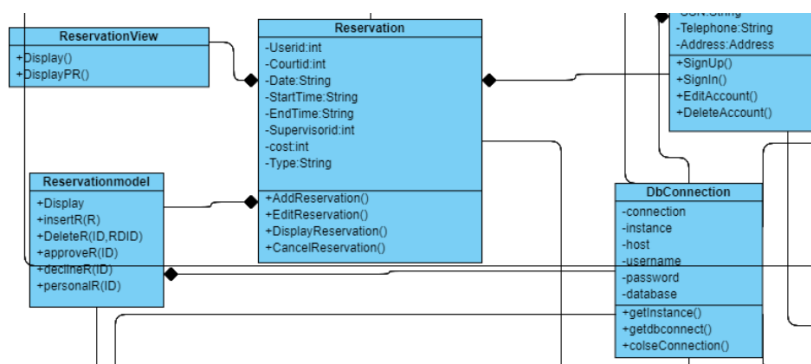 ReservationView
+Display()
+DisplayPR()
Reservation
-Userid:int
-Courtid:int
-Date:String
-StartTime:String
-EndTime:String
-Supervisorid:int
-cost:int
-Type:String
+AddReservation()
+EditReservation()
+DisplayReservation()
+CancelReservation()
-SSN:String
-Telephone:String
-Address:Address
+SignUp()
+SignIn()
+EditAccount()
+DeleteAccount()
Reservationmodel
+Display
+insertR(R)
+DeleteR(ID,RDID)
+approveR(ID)
+declineR(ID)
+personalR(ID)
DbConnection
-connection
-instance
-host
-username
-password
-database
+getInstance()
+getdbconnect()
+colseConnection()